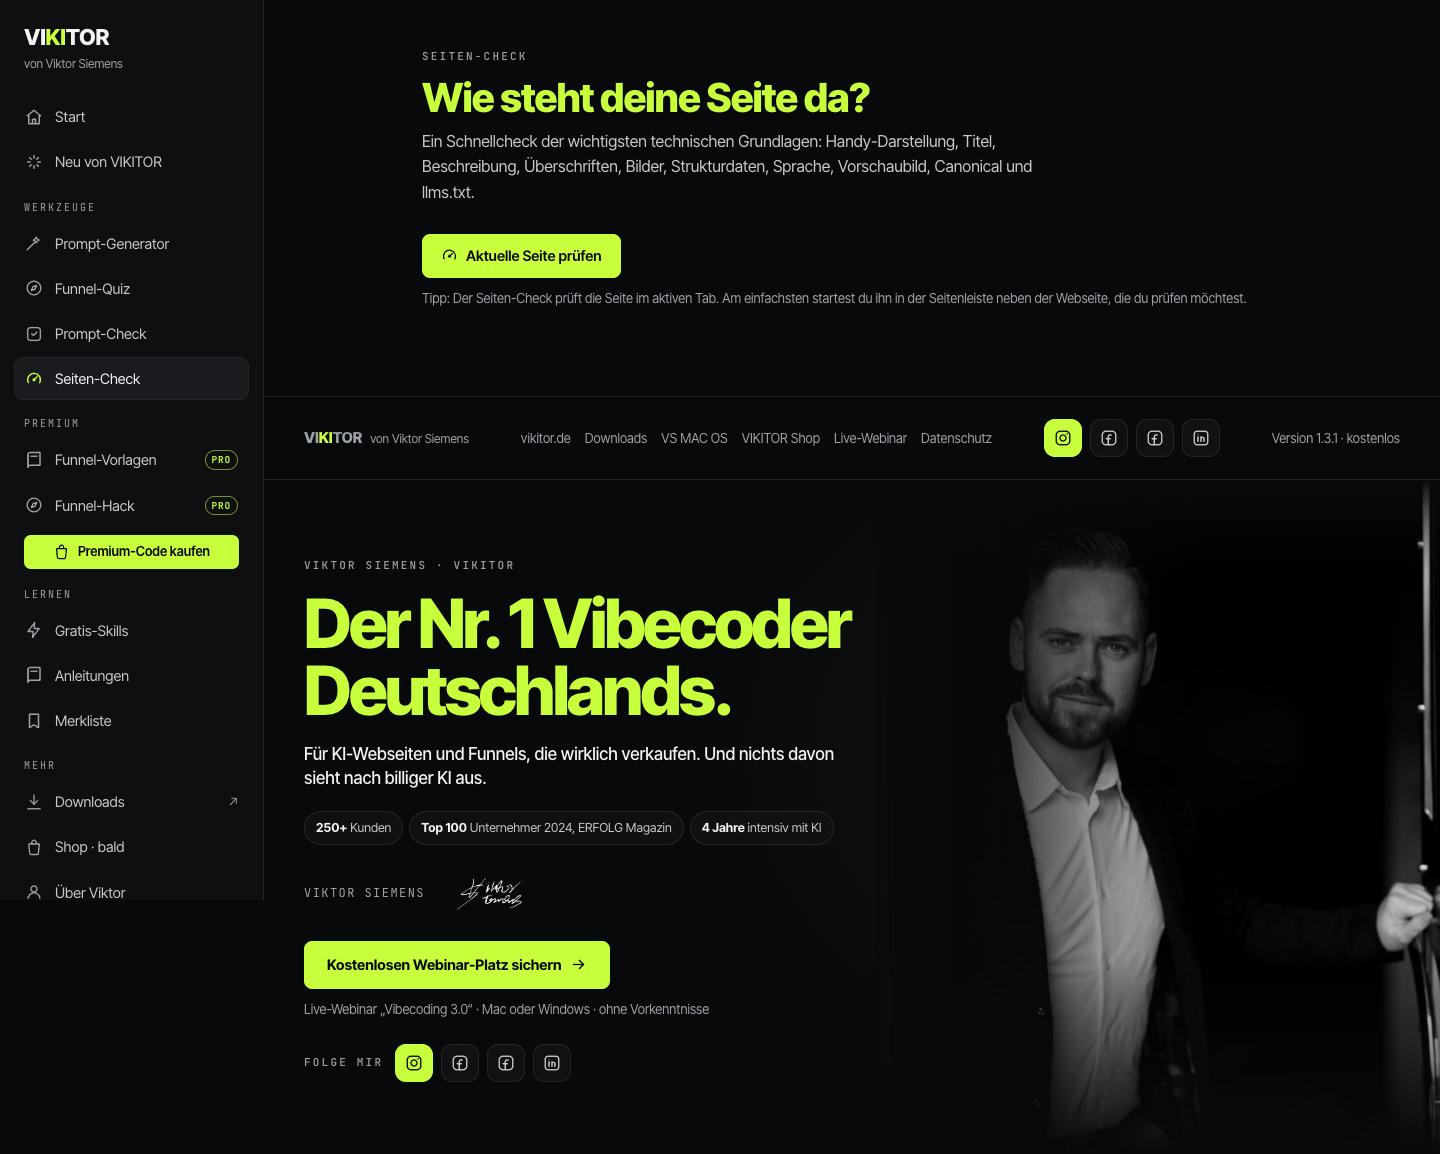 VIKITOR
von Viktor Siemens
Start
Neu von VIKITOR
WERKZEUGE
Prompt-Generator
Funnel-Quiz
Prompt-Check
Seiten-Check
PREMIUM
Funnel-Vorlagen PRO
Funnel-Hack PRO
Premium-Code kaufen
LERNEN
Gratis-Skills
Anleitungen
Merkliste
MEHR
Downloads
Shop · bald
Über Viktor
SEITEN-CHECK
Wie steht deine Seite da?
Ein Schnellcheck der wichtigsten technischen Grundlagen: Handy-Darstellung, Titel,
Beschreibung, Überschriften, Bilder, Strukturdaten, Sprache, Vorschaubild, Canonical und
llms.txt.
Aktuelle Seite prüfen
Tipp: Der Seiten-Check prüft die Seite im aktiven Tab. Am einfachsten startest du ihn in der Seitenleiste neben der Webseite, die du prüfen möchtest.
VIKITOR von Viktor Siemens vikitor.de Downloads VS MAC OS VIKITOR Shop Live-Webinar Datenschutz Version 1.3.1 · kostenlos
VIKTOR SIEMENS · VIKITOR
Der Nr. 1 Vibecoder
Deutschlands.
Für KI-Webseiten und Funnels, die wirklich verkaufen. Und nichts davon
sieht nach billiger KI aus.
250+ Kunden Top 100 Unternehmer 2024, ERFOLG Magazin 4 Jahre intensiv mit KI
VIKTOR SIEMENS
Kostenlosen Webinar-Platz sichern
Live-Webinar „Vibecoding 3.0“ · Mac oder Windows · ohne Vorkenntnisse
FOLGE MIR